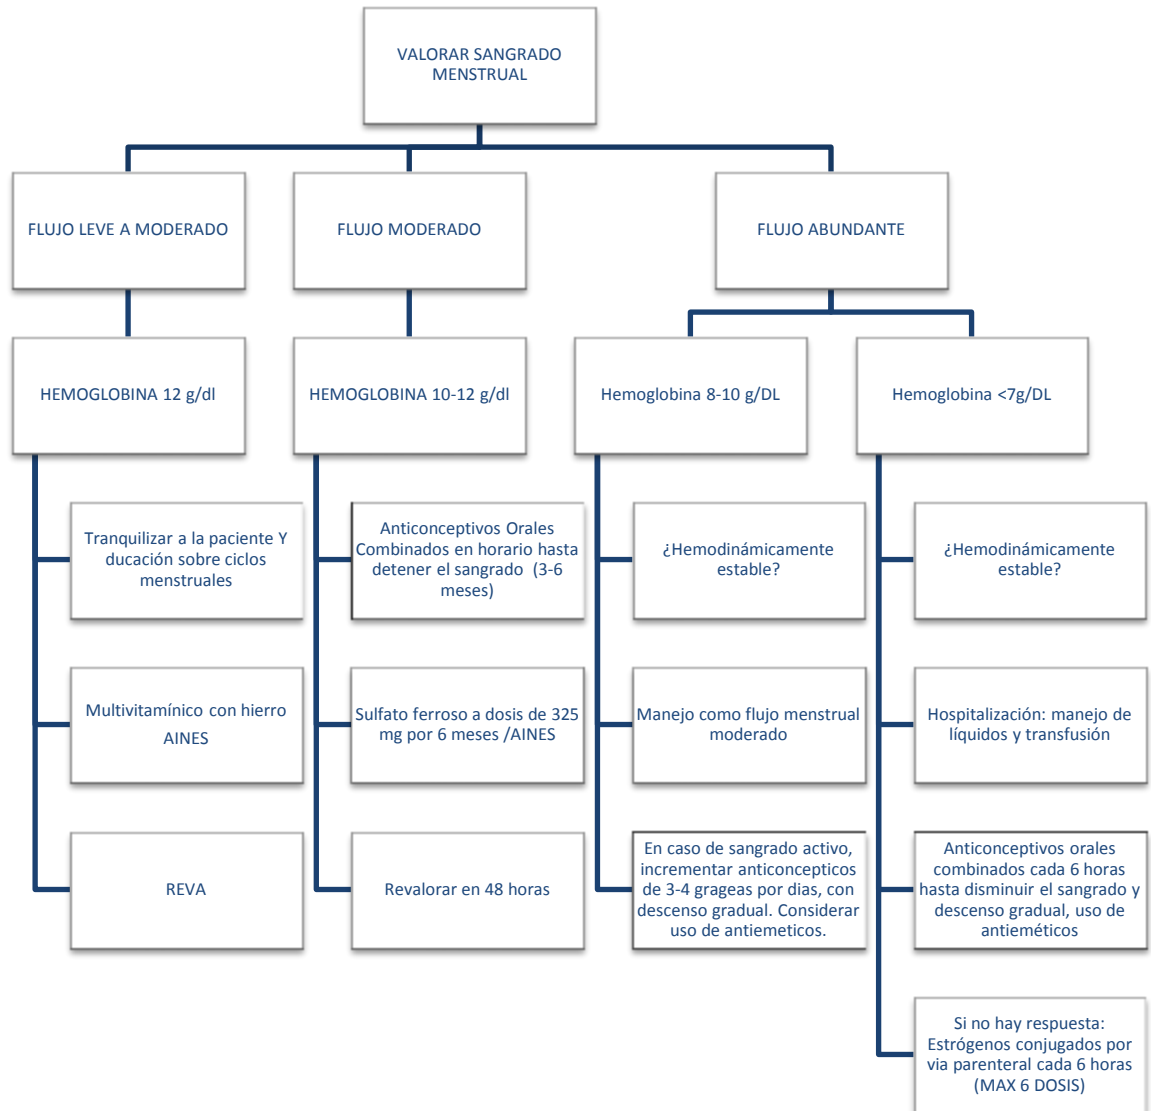 VALORAR SANGRADO
MENSTRUAL
FLUJO LEVE A MODERADO
FLUJO MODERADO
FLUJO ABUNDANTE
HEMOGLOBINA 12 g/dl
HEMOGLOBINA 10-12 g/dl
Hemoglobina 8-10 g/DL
Hemoglobina <7g/DL
Tranquilizar a la paciente Y
ducación sobre ciclos
menstruales
Anticonceptivos Orales
Combinados en horario hasta
detener el sangrado (3-6
meses)
¿Hemodinámicamente
estable?
¿Hemodinámicamente
estable?
Multivitamínico con hierro
AINES
Sulfato ferroso a dosis de 325
mg por 6 meses /AINES
Manejo como flujo menstrual
moderado
Hospitalización: manejo de
líquidos y transfusión
REVA
Revalorar en 48 horas
En caso de sangrado activo,
incrementar anticoncepticos
de 3-4 grageas por dias, con
descenso gradual. Considerar
uso de antiemeticos.
Anticonceptivos orales
combinados cada 6 horas
hasta disminuir el sangrado y
descenso gradual, uso de
antieméticos
Si no hay respuesta:
Estrógenos conjugados por
via parenteral cada 6 horas
(MAX 6 DOSIS)